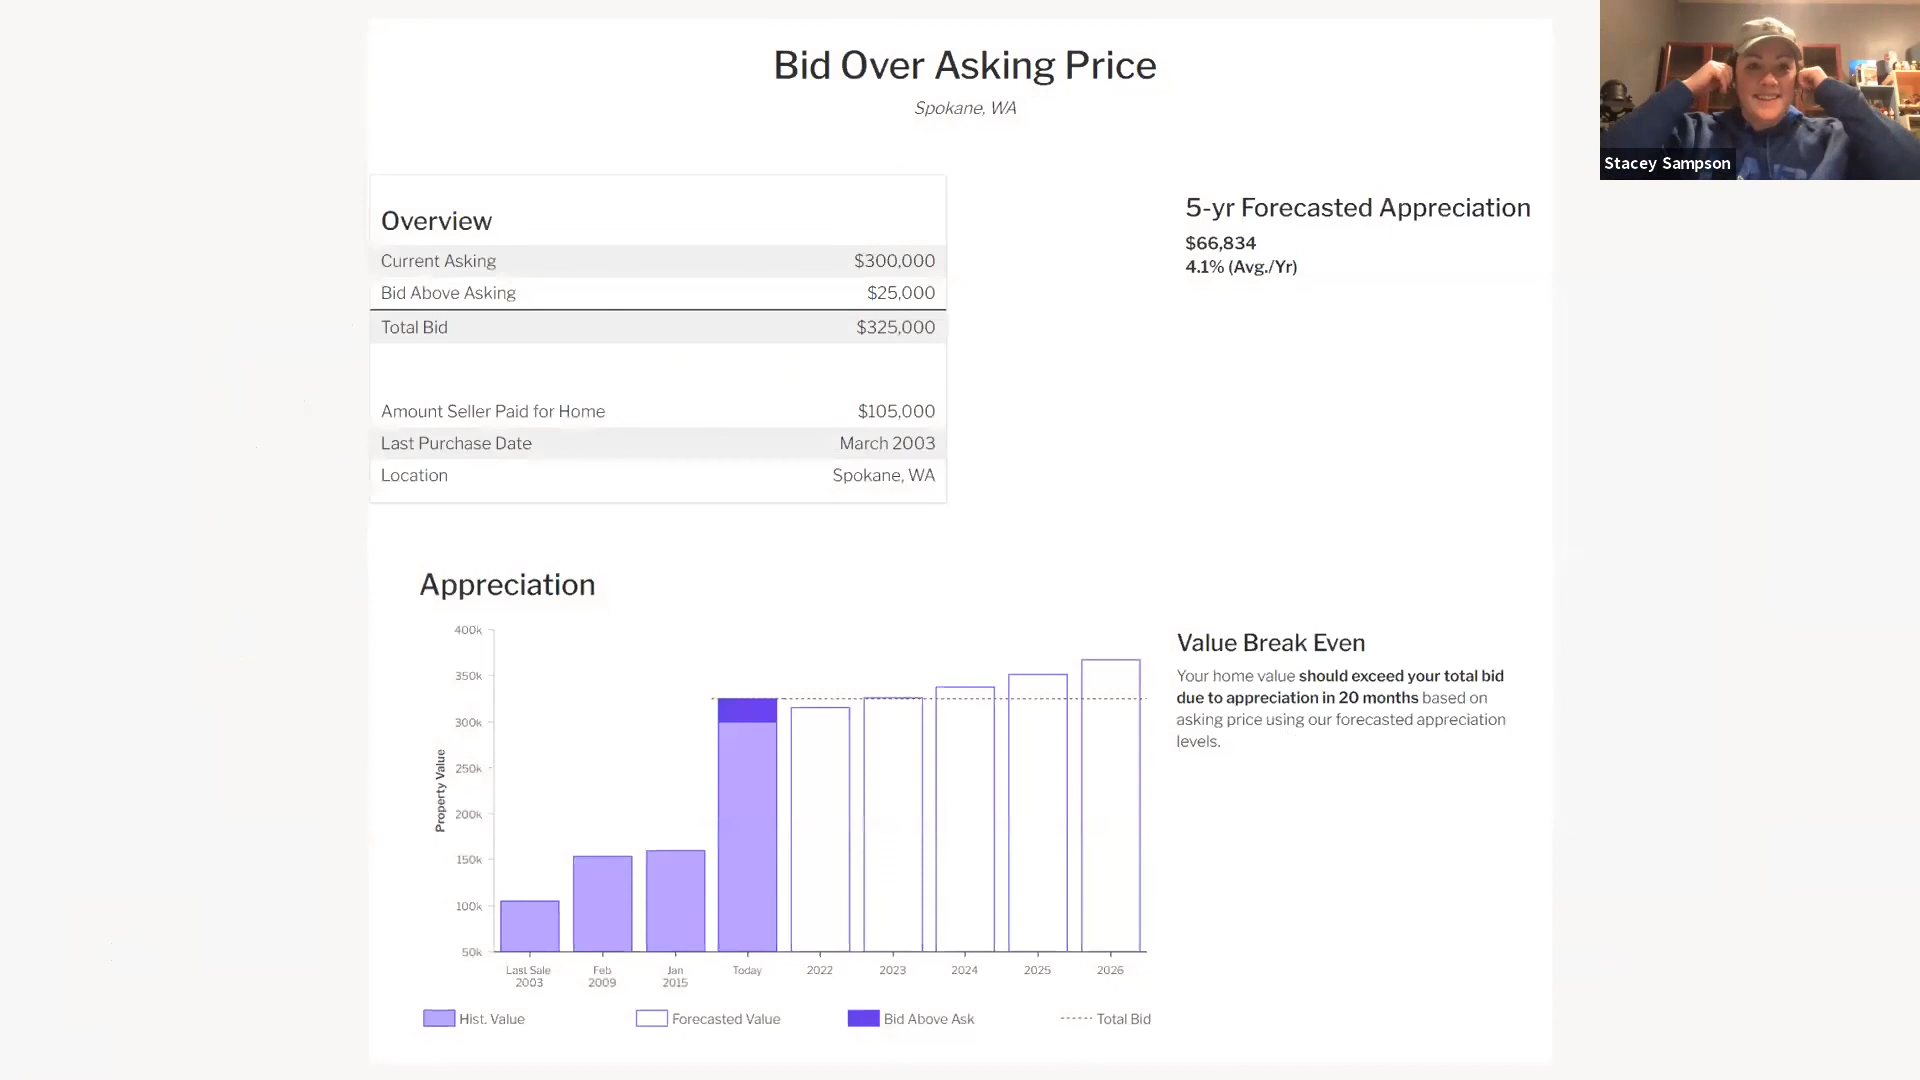 Bid Over Asking Price
Spokane, WA
Stacey Sampson
Overview
Current Asking $300,000
Bid Above Asking $25,000
Total Bid $325,000
Amount Seller Paid for Home $105,000
Last Purchase Date March 2003
Location Spokane, WA
5-yr Forecasted Appreciation
$66,834
4.1% (Avg./Yr)
Appreciation
Property Value
400k
350k
300k
250k
200k
150k
100k
50k
Last Sale 2003
Feb 2009
Jan 2015
Today
2022
2023
2024
2025
2026
Hist. Value
Forecasted Value
Bid Above Ask
Total Bid
Value Break Even
Your home value should exceed your total bid
due to appreciation in 20 months based on
asking price using our forecasted appreciation
levels.